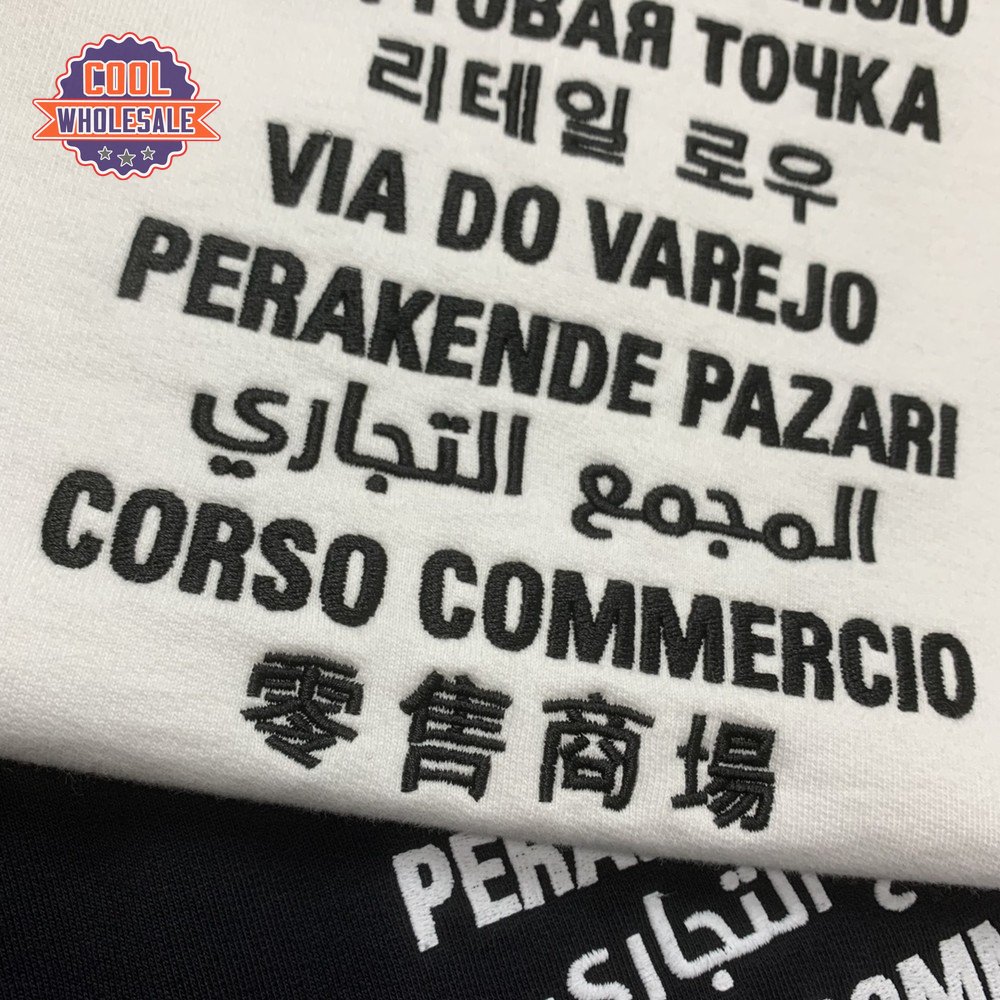 COOL
WHOLESALE
ТОЧКА
리테일 로우
VIA DO VAREJO
PERAKENDE PAZARI
المجمع التجاري
CORSO COMMERCIO
零售商場
التجاري